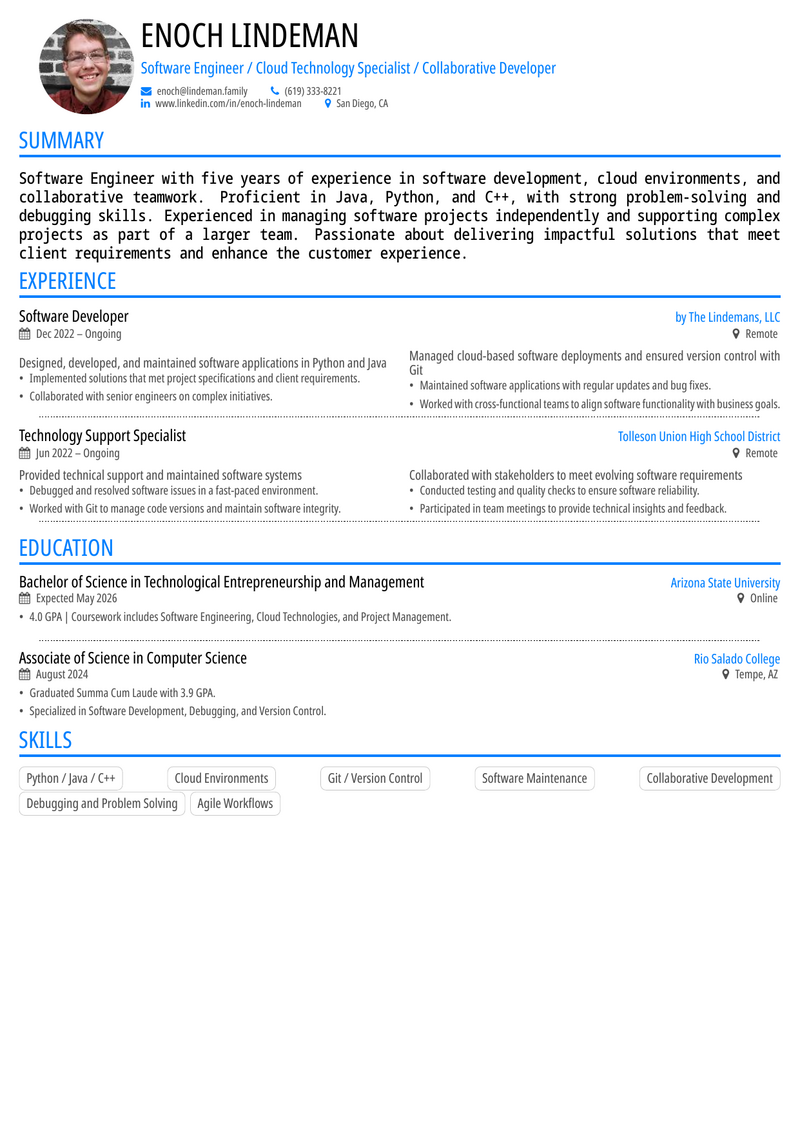 ENOCH LINDEMAN
Software Engineer / Cloud Technology Specialist / Collaborative Developer
enoch@lindeman.family (619) 333-8221
www.linkedin.com/in/enoch-lindeman San Diego, CA
SUMMARY
Software Engineer with five years of experience in software development, cloud environments, and
collaborative teamwork. Proficient in Java, Python, and C++, with strong problem-solving and
debugging skills. Experienced in managing software projects independently and supporting complex
projects as part of a larger team. Passionate about delivering impactful solutions that meet
client requirements and enhance the customer experience.
EXPERIENCE
Software Developer by The Lindemans, LLC
Dec 2022 – Ongoing Remote
Designed, developed, and maintained software applications in Python and Java
• Implemented solutions that met project specifications and client requirements.
• Collaborated with senior engineers on complex initiatives.
Managed cloud-based software deployments and ensured version control with
Git
• Maintained software applications with regular updates and bug fixes.
• Worked with cross-functional teams to align software functionality with business goals.
Technology Support Specialist Tolleson Union High School District
Jun 2022 – Ongoing Remote
Provided technical support and maintained software systems
• Debugged and resolved software issues in a fast-paced environment.
• Worked with Git to manage code versions and maintain software integrity.
Collaborated with stakeholders to meet evolving software requirements
• Conducted testing and quality checks to ensure software reliability.
• Participated in team meetings to provide technical insights and feedback.
EDUCATION
Bachelor of Science in Technological Entrepreneurship and Management Arizona State University
Expected May 2026 Online
• 4.0 GPA | Coursework includes Software Engineering, Cloud Technologies, and Project Management.
Associate of Science in Computer Science Rio Salado College
August 2024 Tempe, AZ
• Graduated Summa Cum Laude with 3.9 GPA.
• Specialized in Software Development, Debugging, and Version Control.
SKILLS
Python / Java / C++ Cloud Environments Git / Version Control Software Maintenance Collaborative Development
Debugging and Problem Solving Agile Workflows